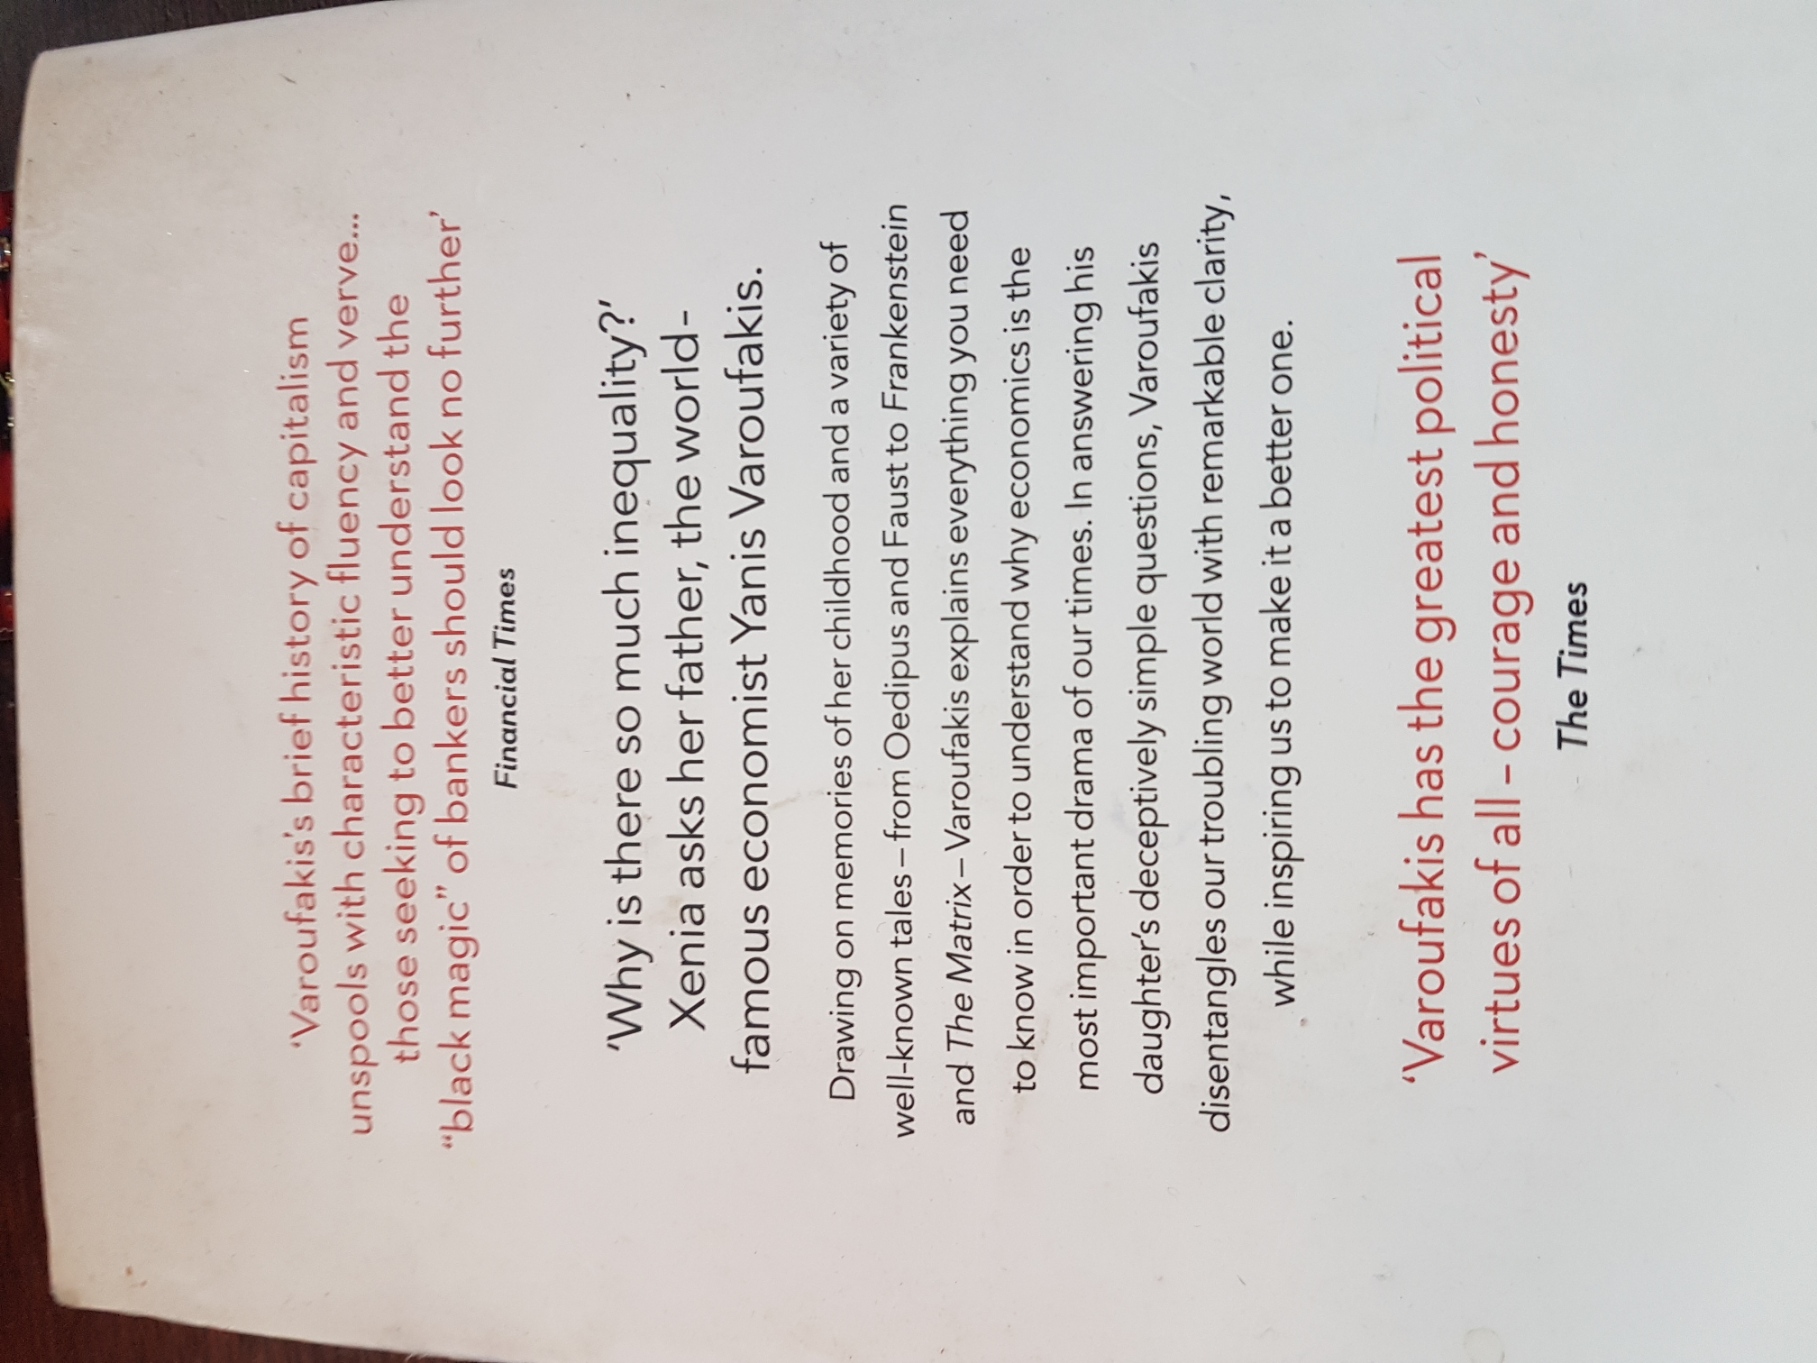 ‘Varoufakis’s brief history of capitalism
unspools with characteristic fluency and verve...
those seeking to better understand the
“black magic” of bankers should look no further’
Financial Times
‘Why is there so much inequality?’
Xenia asks her father, the world-
famous economist Yanis Varoufakis.
Drawing on memories of her childhood and a variety of
well-known tales – from Oedipus and Faust to Frankenstein
and The Matrix – Varoufakis explains everything you need
to know in order to understand why economics is the
most important drama of our times. In answering his
daughter’s deceptively simple questions, Varoufakis
disentangles our troubling world with remarkable clarity,
while inspiring us to make it a better one.
‘Varoufakis has the greatest political
virtues of all – courage and honesty’
The Times